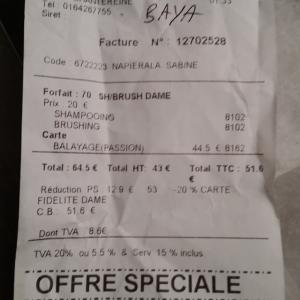 Tel 0164267755 -
Siret
BAYA
Facture N° : 12702528
Code : 6722223 NAPIERALA SABINE
Forfait : 70 SH/BRUSH DAME
Prix 20 €
SHAMPOOING 8102
BRUSHING 8102
Carte
BALAYAGE(PASSION) 44.5 € 8162
Total : 64.5€ Total HT: 43 € Total TTC : 51.6
€
Réduction PS 12.9 € 53 -20 % CARTE
FIDELITE DAME
C.B. 51,6 €
Dont TVA 8.6€
TVA 20% ou 5.5 % & Serv 15 % inclus
OFFRE SPECIALE